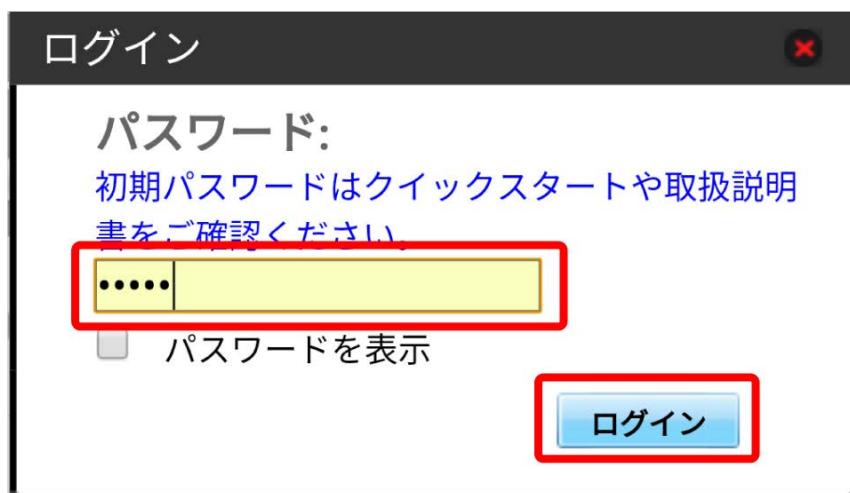 ログイン
パスワード:
初期パスワードはクイックスタートや取扱説明
書をご確認ください。
•••••
パスワードを表示
ログイン